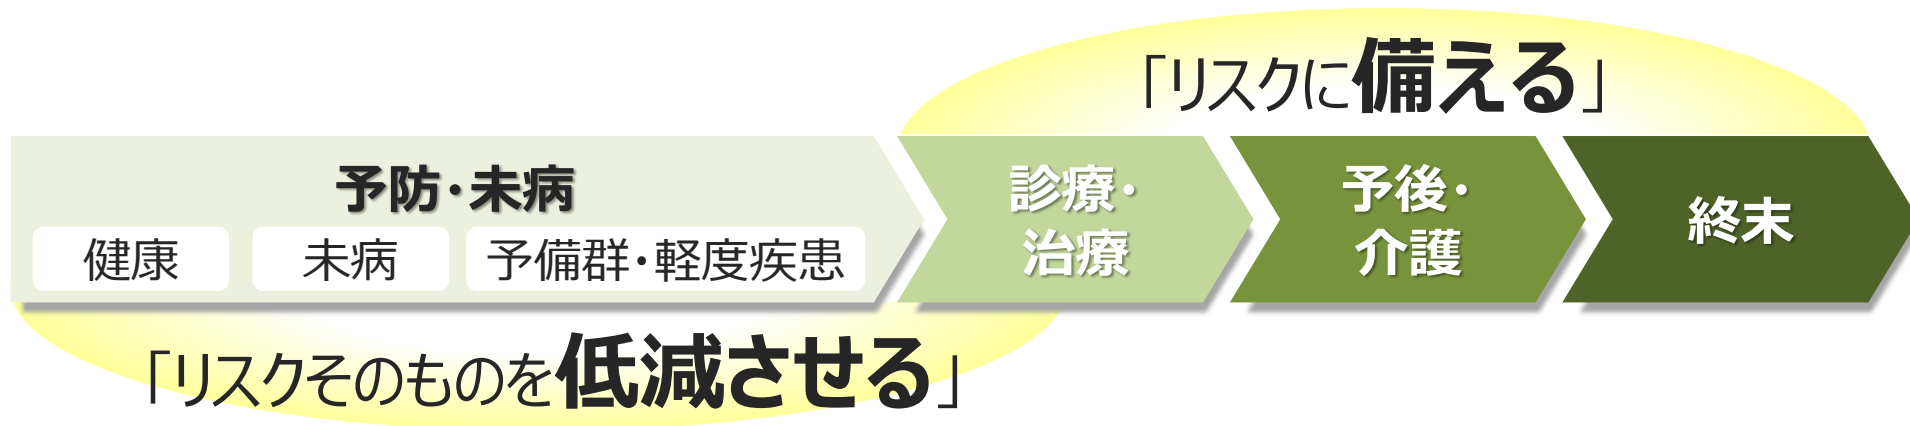 「リスクに備える」
予防・未病
健康
未病
予備群・軽度疾患
診療・
治療
予後・
介護
終末
「リスクそのものを低減させる」